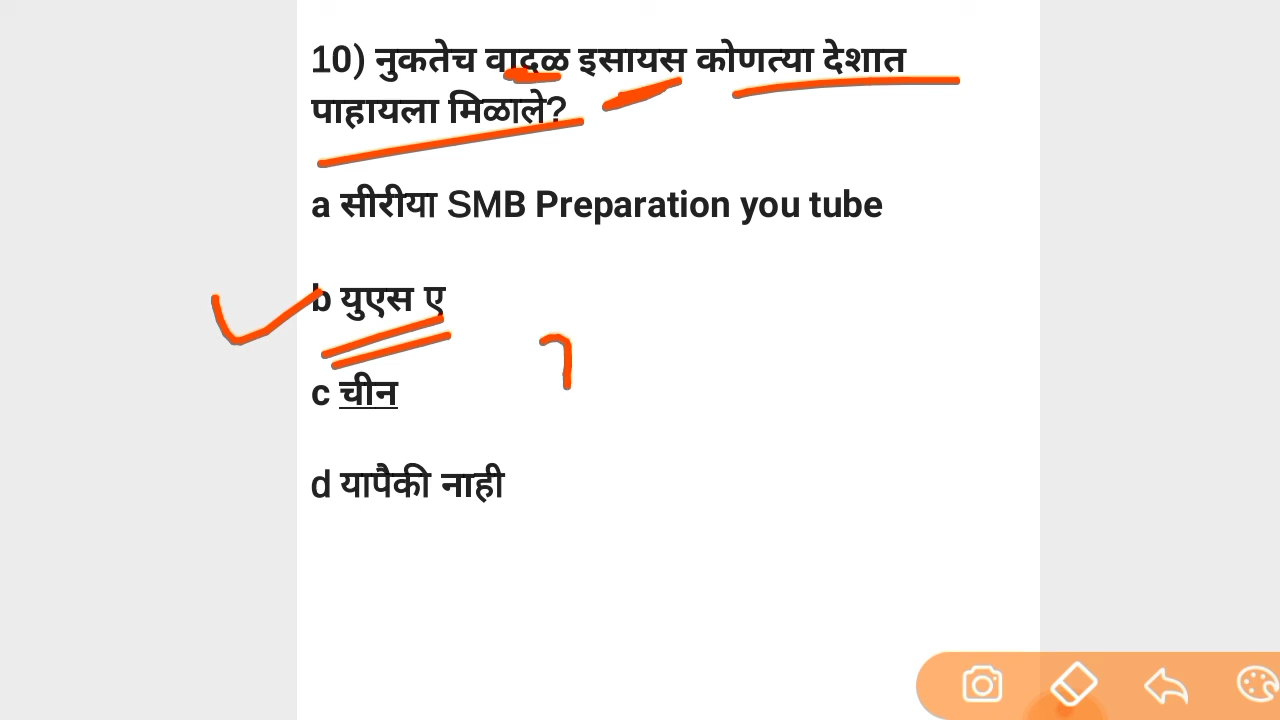 10) नुकतेच वादळ इसायस कोणत्या देशात
पाहायला मिळाले?
a सीरीया SMB Preparation you tube
b युएस ए
c चीन
d यापैकी नाही